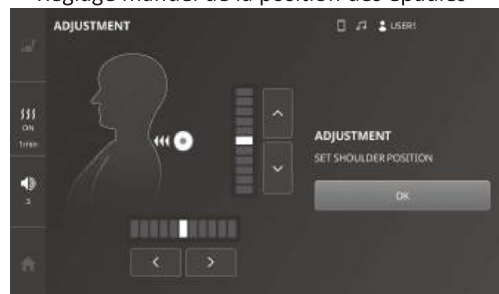 Réglage manuel de la position des épaules
ADJUSTMENT
USER1
ON
1min
3
ADJUSTMENT
SET SHOULDER POSITION
OK